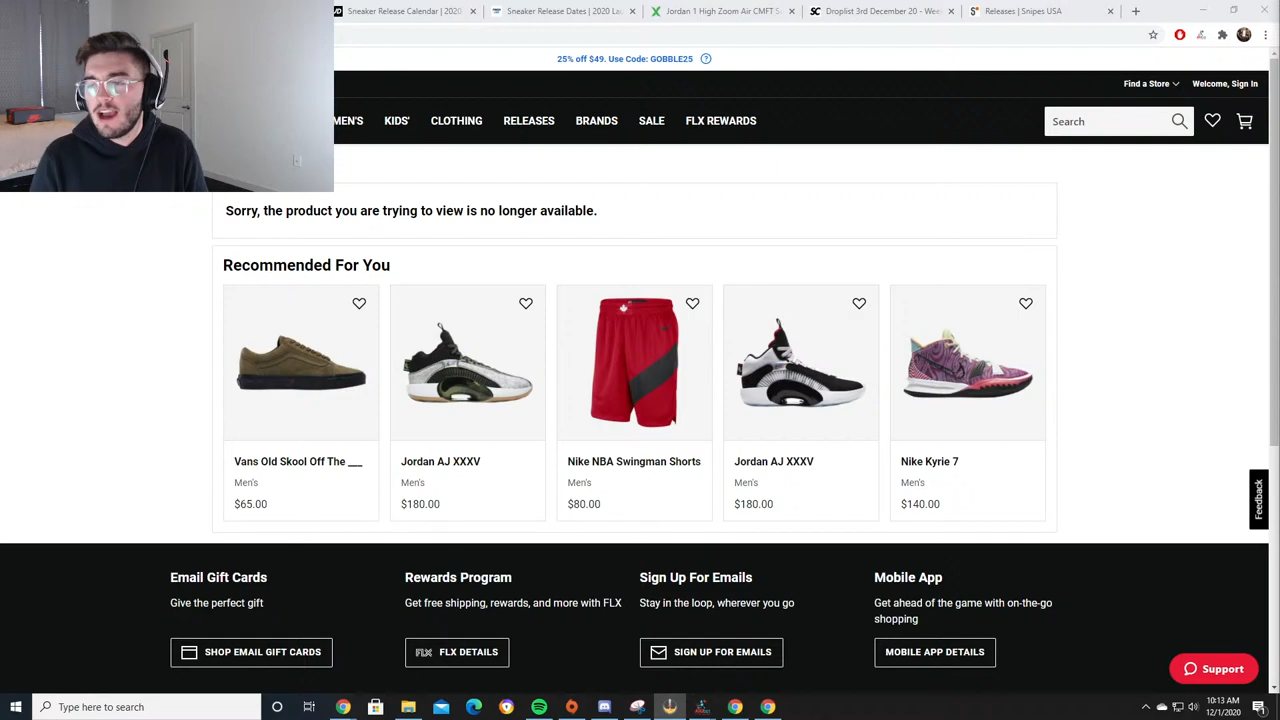 Sneaker Release Calendar | 2020
Sneaker Release Dates | 2020 La
Jordan 1 High Zoom Air CMFT S
Droplist 3rd December 20 - Wee
Releases | Snipes USA
25% off $49. Use Code: GOBBLE25
Find a Store
Welcome, Sign In
MEN'S
KIDS'
CLOTHING
RELEASES
BRANDS
SALE
FLX REWARDS
Search
Sorry, the product you are trying to view is no longer available.
Recommended For You
Vans Old Skool Off The ___
Men's
$65.00
Jordan AJ XXXV
Men's
$180.00
Nike NBA Swingman Shorts
Men's
$80.00
Jordan AJ XXXV
Men's
$180.00
Nike Kyrie 7
Men's
$140.00
Feedback
Email Gift Cards
Give the perfect gift
SHOP EMAIL GIFT CARDS
Rewards Program
Get free shipping, rewards, and more with FLX
FLX FLX DETAILS
Sign Up For Emails
Stay in the loop, wherever you go
SIGN UP FOR EMAILS
Mobile App
Get ahead of the game with on-the-go
shopping
MOBILE APP DETAILS
Support
Type here to search
10:13 AM
12/1/2020